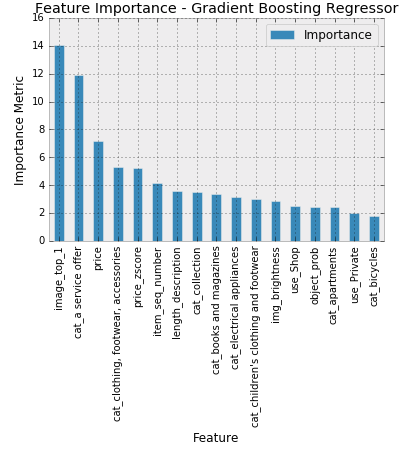 Feature Importance - Gradient Boosting Regressor
Importance
Importance Metric
16
14
12
10
8
6
4
2
0
image_top_1
cat_a service offer
price
cat_clothing, footwear, accessories
price_zscore
item_seq_number
length_description
cat_collection
cat_books and magazines
cat_electrical appliances
cat_children's clothing and footwear
img_brightness
use_Shop
object_prob
cat_apartments
use_Private
cat_bicycles
Feature